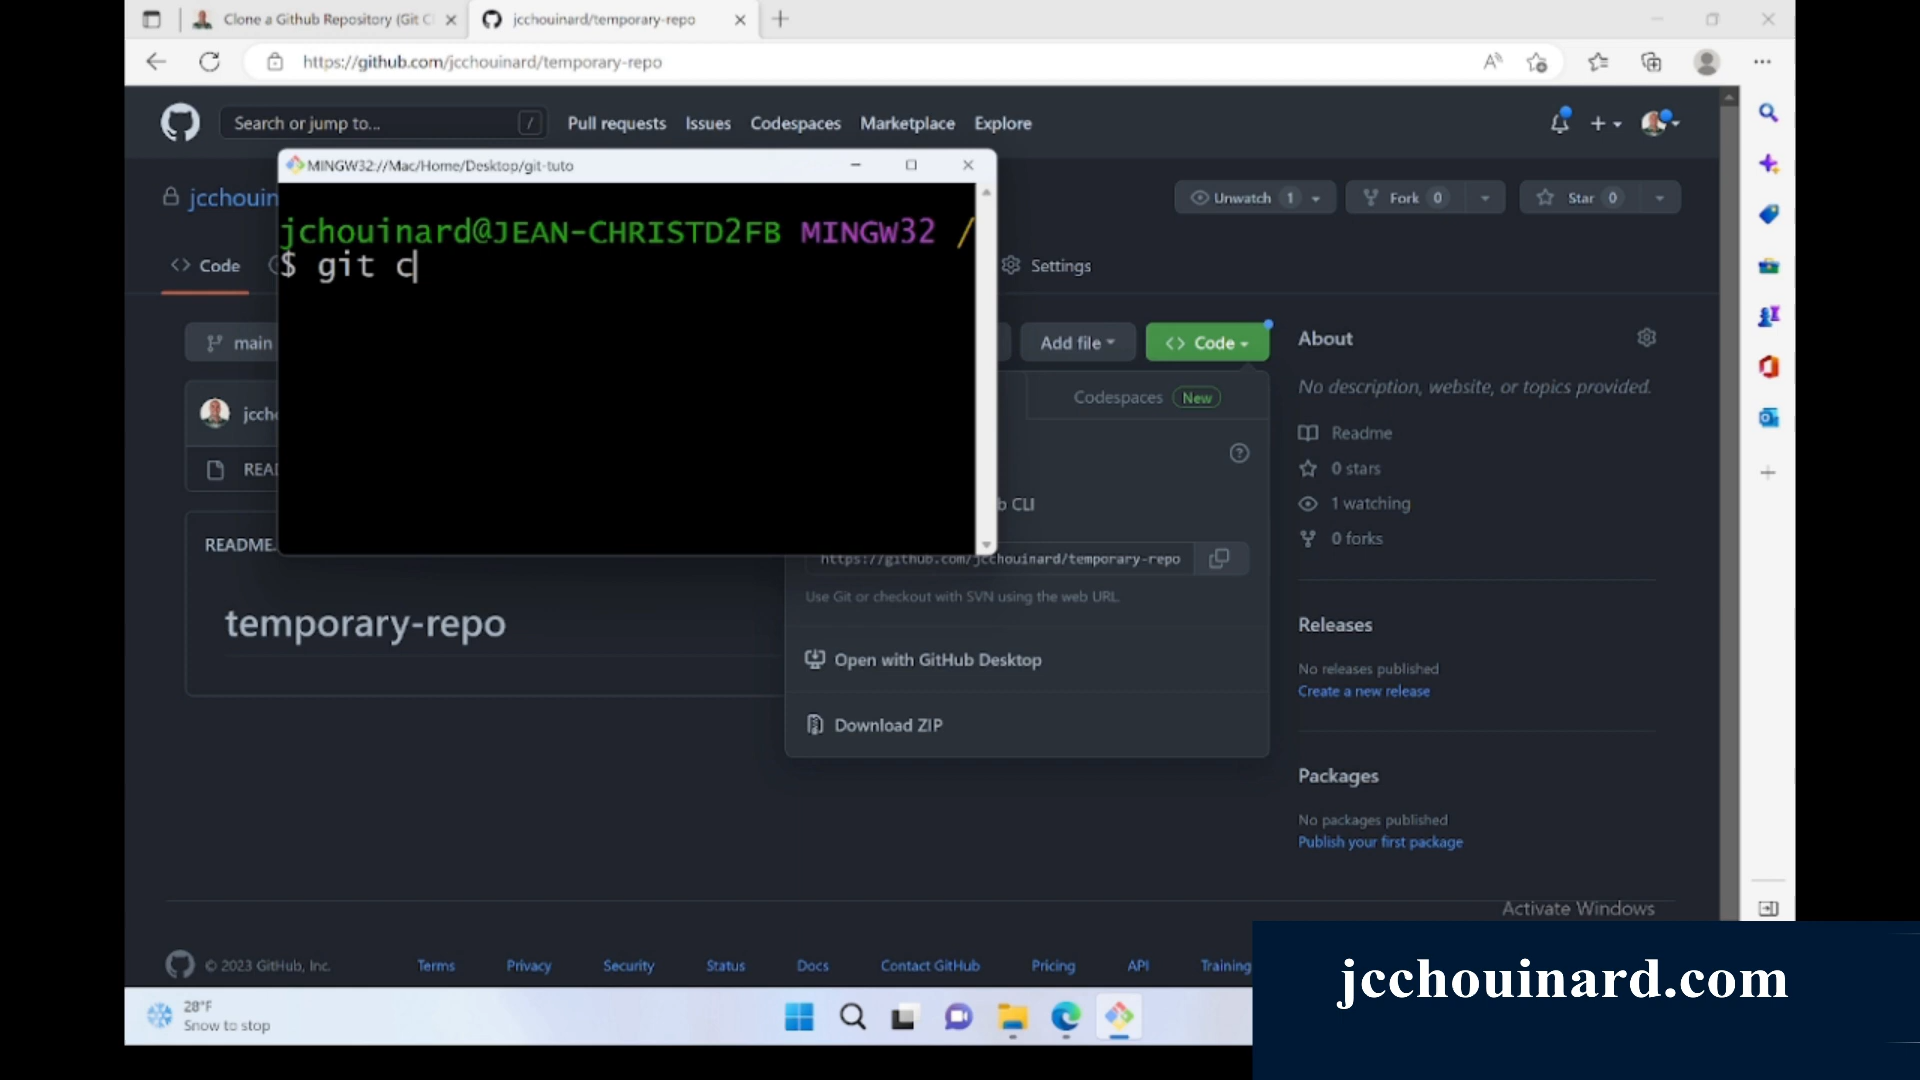 Clone a Github Repository (Git C
jcchouinard/temporary-repo
https://github.com/jcchouinard/temporary-repo
Search or jump to... /
Pull requests Issues Codespaces Marketplace Explore
MINGW32://Mac/Home/Desktop/git-tuto
jcchouin
Unwatch 1 Fork 0 Star 0
jchouinard@JEAN-CHRISTD2FB MINGW32 /
$ git c
<> Code
Settings
main
Add file
<> Code
About
No description, website, or topics provided.
Codespaces New
jcch
Readme
0 stars
REA
b CLI
1 watching
0 forks
README.
https://github.com/jcchouinard/temporary-repo
Use Git or checkout with SVN using the web URL.
temporary-repo
Releases
No releases published
Create a new release
Open with GitHub Desktop
Download ZIP
Packages
No packages published
Publish your first package
Activate Windows
© 2023 GitHub, Inc. Terms Privacy Security Status Docs Contact GitHub Pricing API Training
jcchouinard.com
28°F
Snow to stop